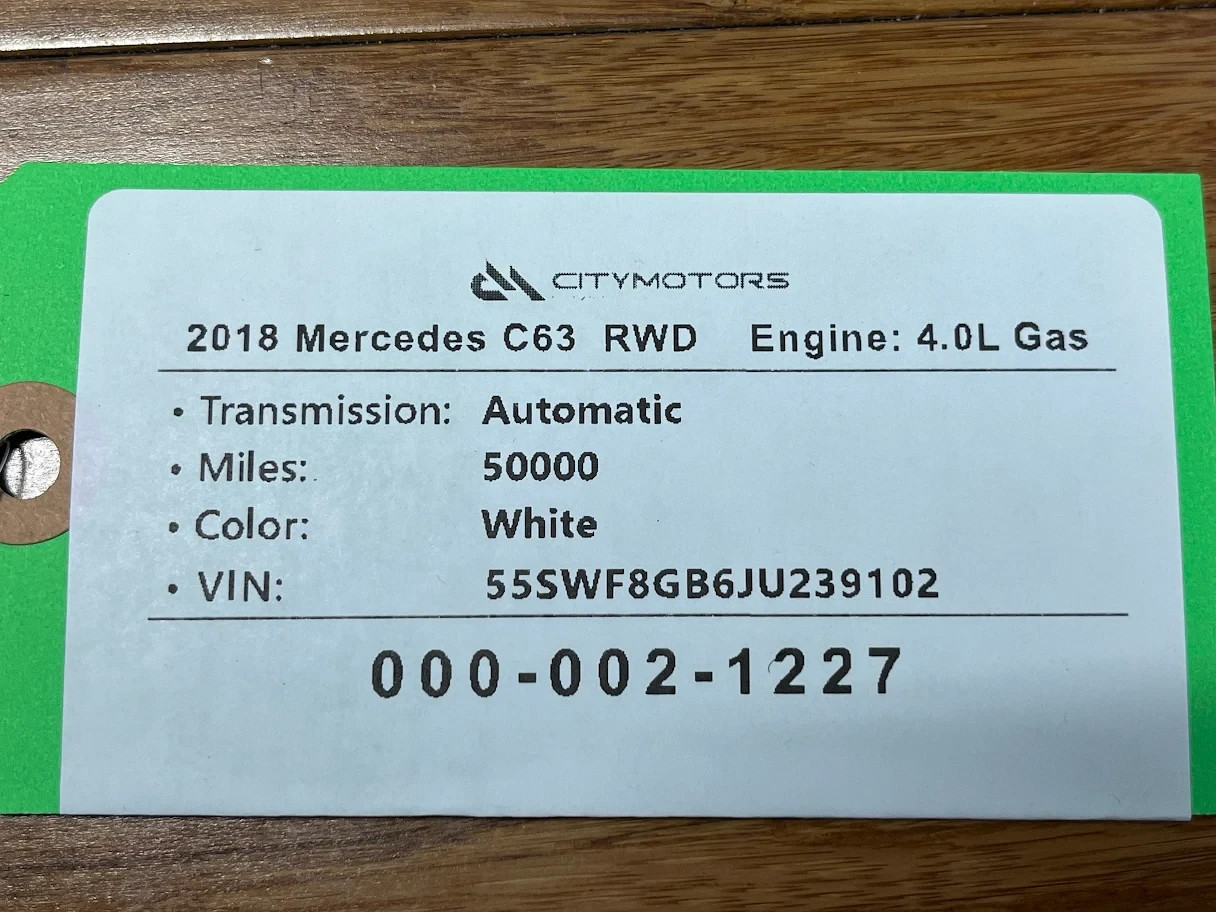 CITYMOTORS
2018 Mercedes C63 RWD Engine: 4.0L Gas
• Transmission: Automatic
• Miles: 50000
• Color: White
• VIN: 55SWF8GB6JU239102
000-002-1227